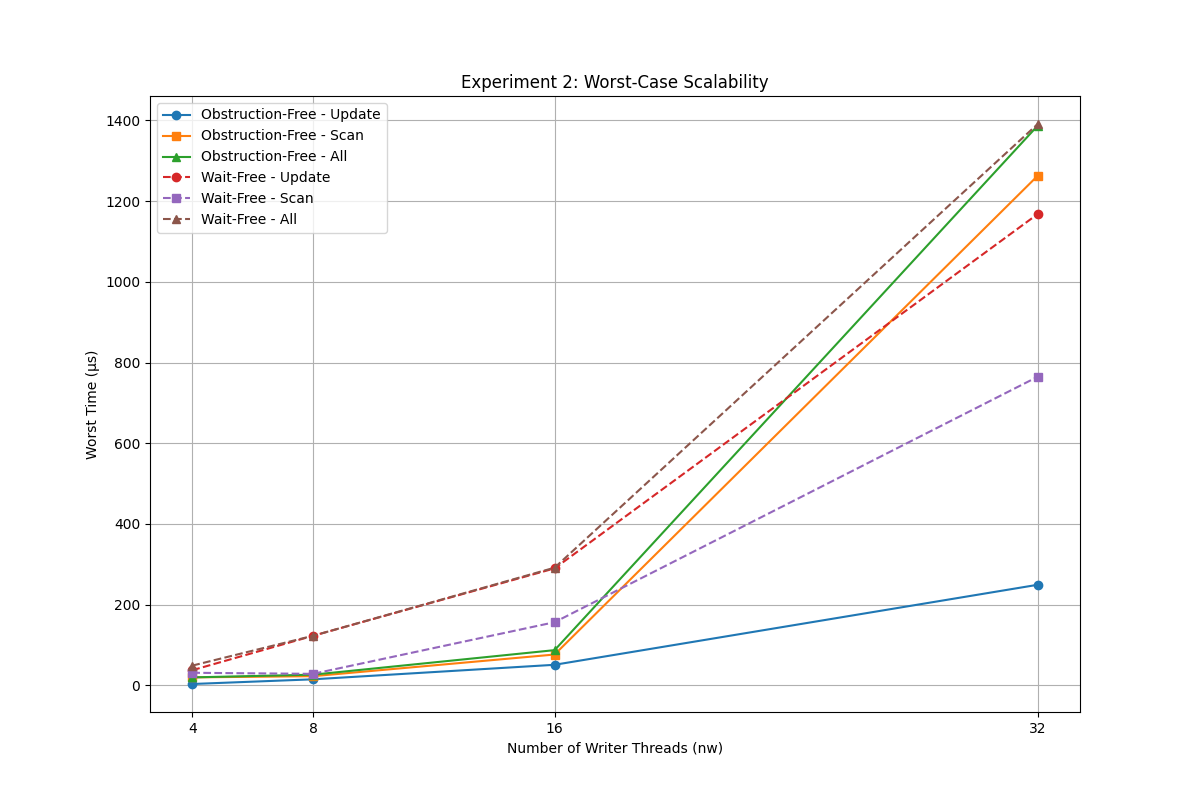 Experiment 2: Worst-Case Scalability
Obstruction-Free - Update
Obstruction-Free - Scan
Obstruction-Free - All
Wait-Free - Update
Wait-Free - Scan
Wait-Free - All
1400
1200
1000
800
600
400
200
0
Worst Time (µs)
4 8 16 32
Number of Writer Threads (nw)